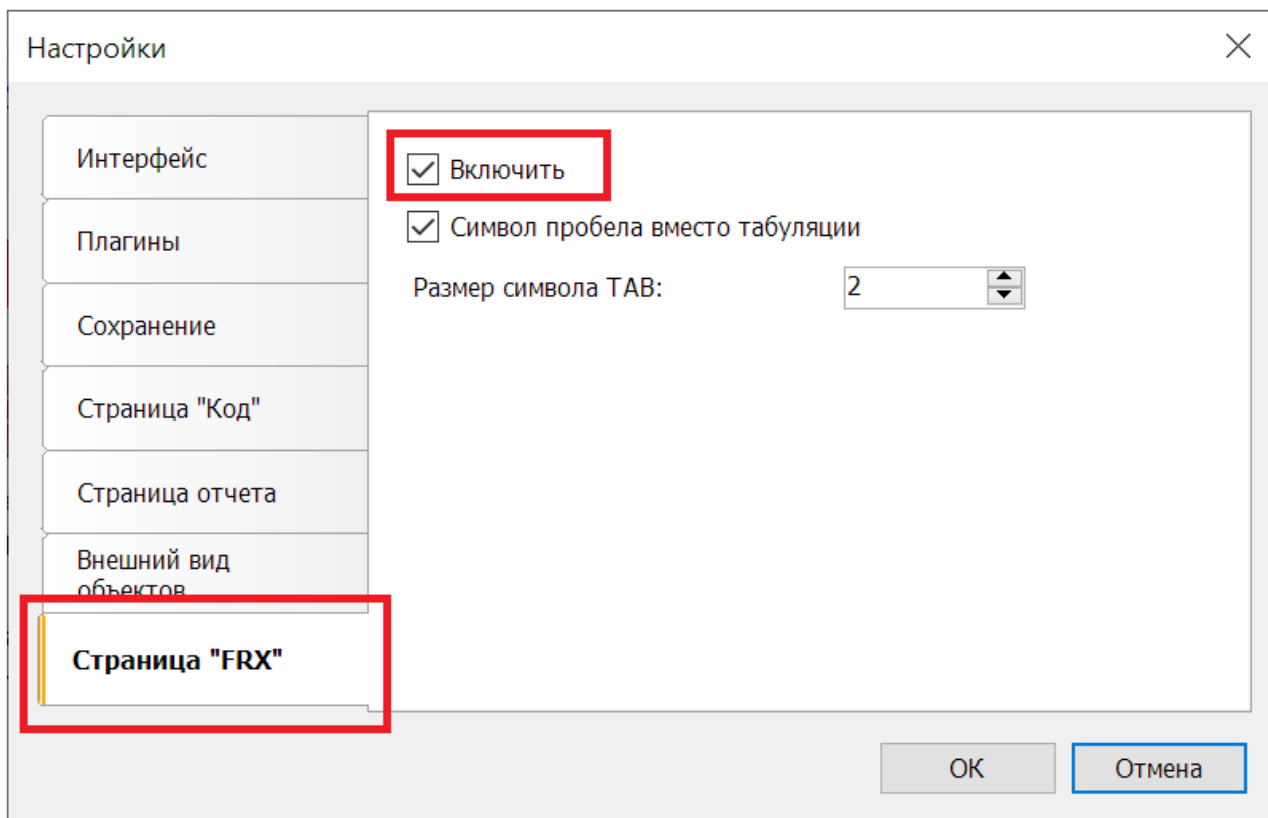 Настройки
Интерфейс
Плагины
Сохранение
Страница "Код"
Страница отчета
Внешний вид
объектов
Страница "FRX"
Включить
Символ пробела вместо табуляции
Размер символа TAB:
2
OK
Отмена